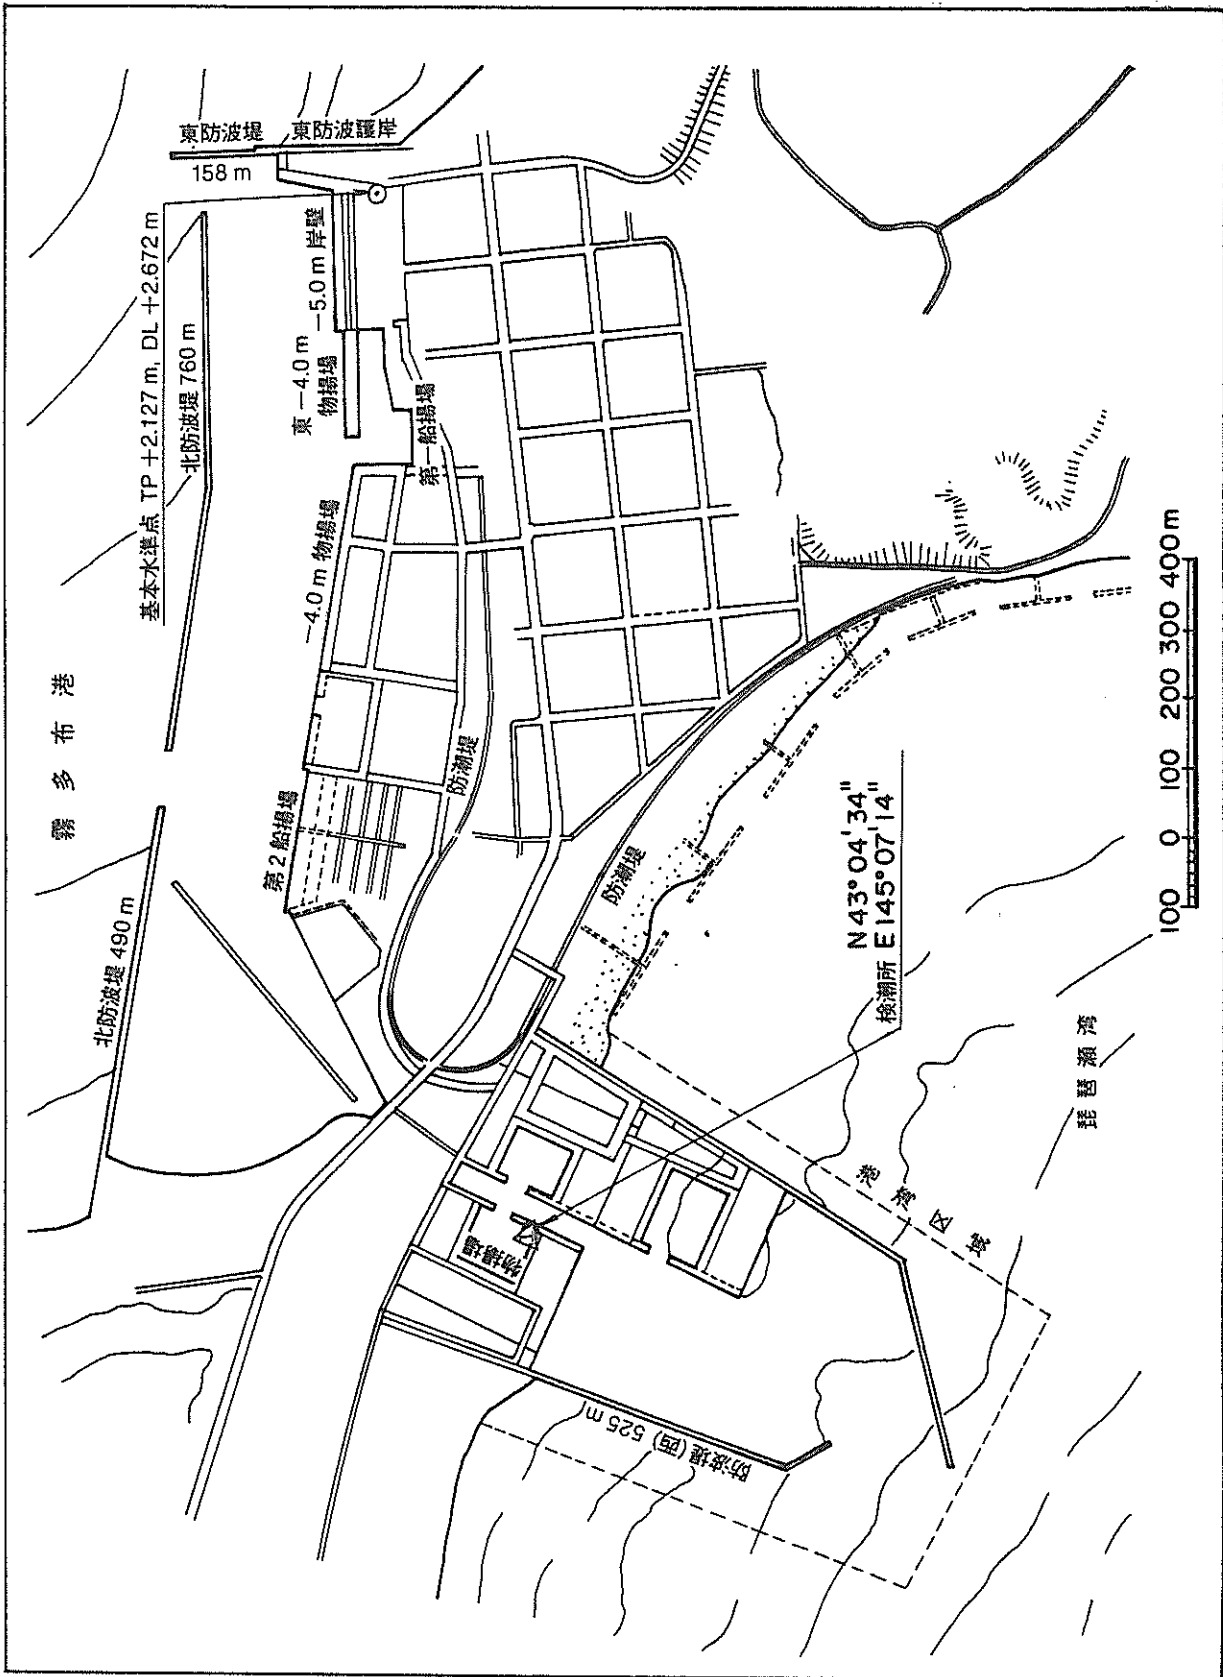 霧多布港
基本水準点 TP +2.127 m, DL +2.672 m
北防波堤 760 m
東防波堤
158 m
東防波護岸
-5.0 m 岸壁
東 -4.0 m
物揚場
第一船揚場
-4.0 m 物揚場
第2船揚場
防潮堤
北防波堤 490 m
防潮堤
物揚場
N43°04'34"
検潮所 E145°07'14"
港湾区域
琵琶瀬湾
防波堤(西) 525 m
100 0 100 200 300 400m